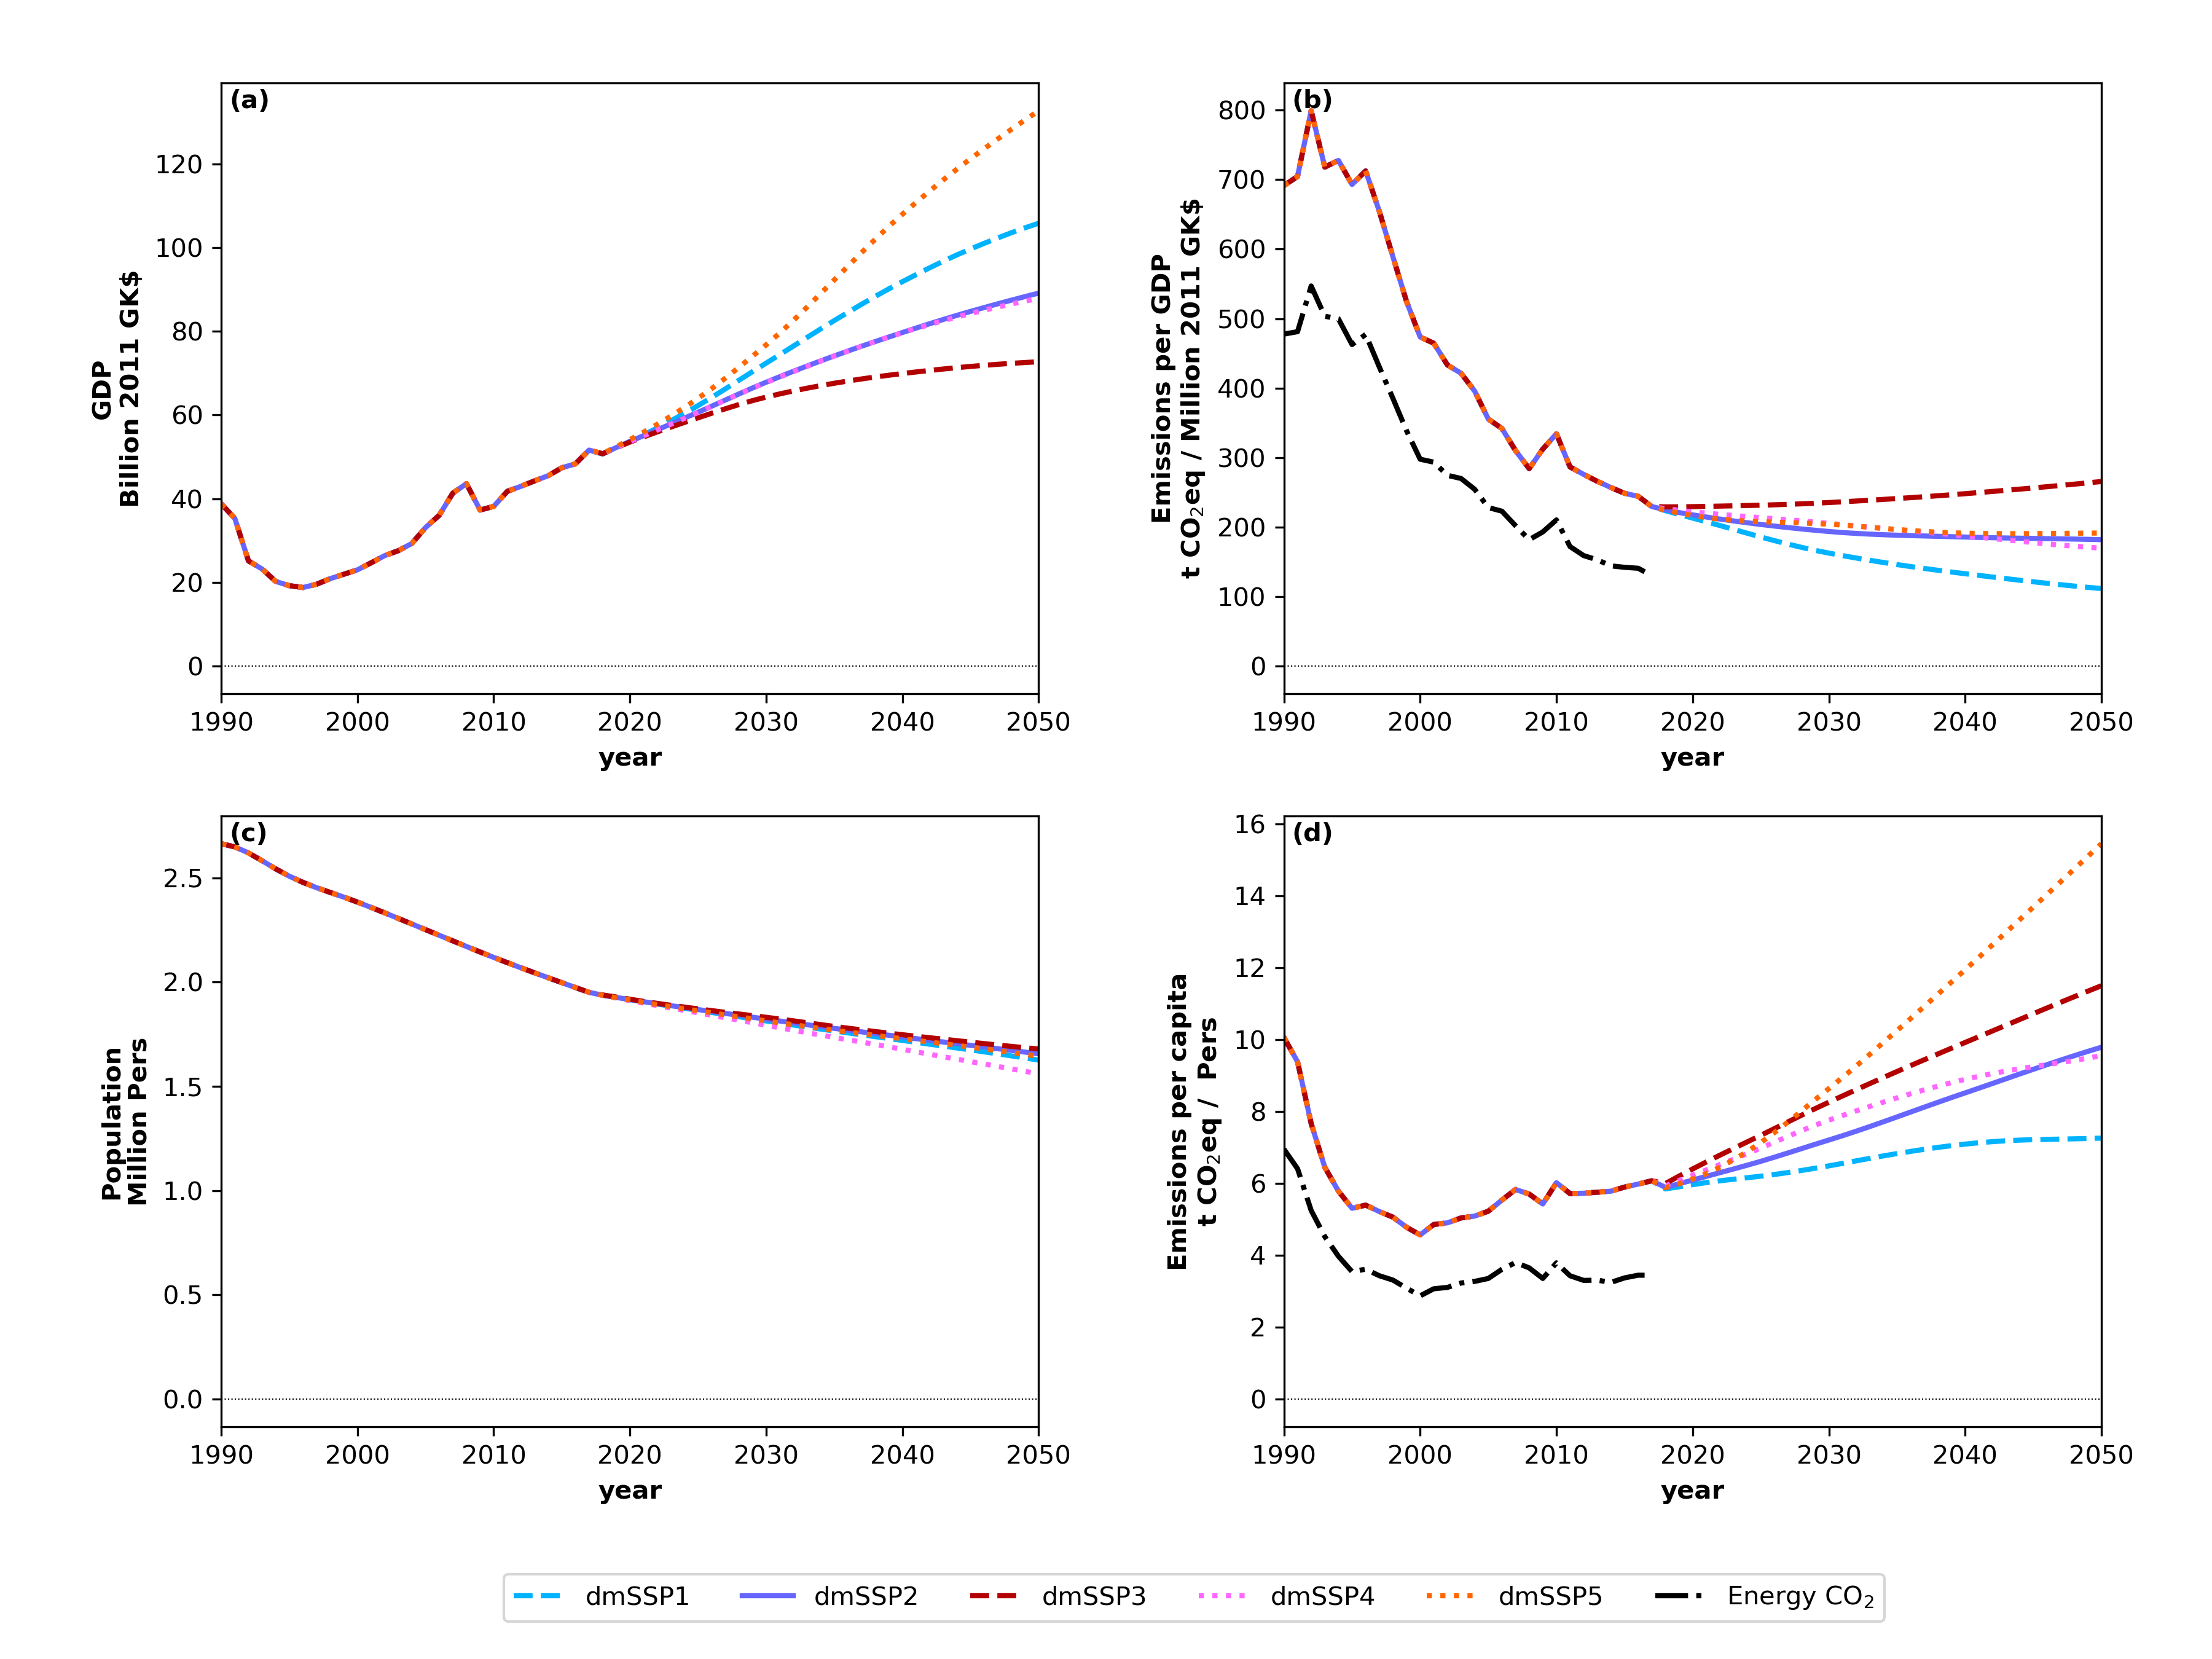 (a)
GDP
Billion 2011 GK$
120
100
80
60
40
20
0
1990 2000 2010 2020 2030 2040 2050
year
(b)
Emissions per GDP
t CO₂eq / Million 2011 GK$
800
700
600
500
400
300
200
100
0
1990 2000 2010 2020 2030 2040 2050
year
(c)
Population
Million Pers
2.5
2.0
1.5
1.0
0.5
0.0
1990 2000 2010 2020 2030 2040 2050
year
(d)
Emissions per capita
t CO₂eq / Pers
16
14
12
10
8
6
4
2
0
1990 2000 2010 2020 2030 2040 2050
year
dmSSP1 dmSSP2 dmSSP3 dmSSP4 dmSSP5 Energy CO₂